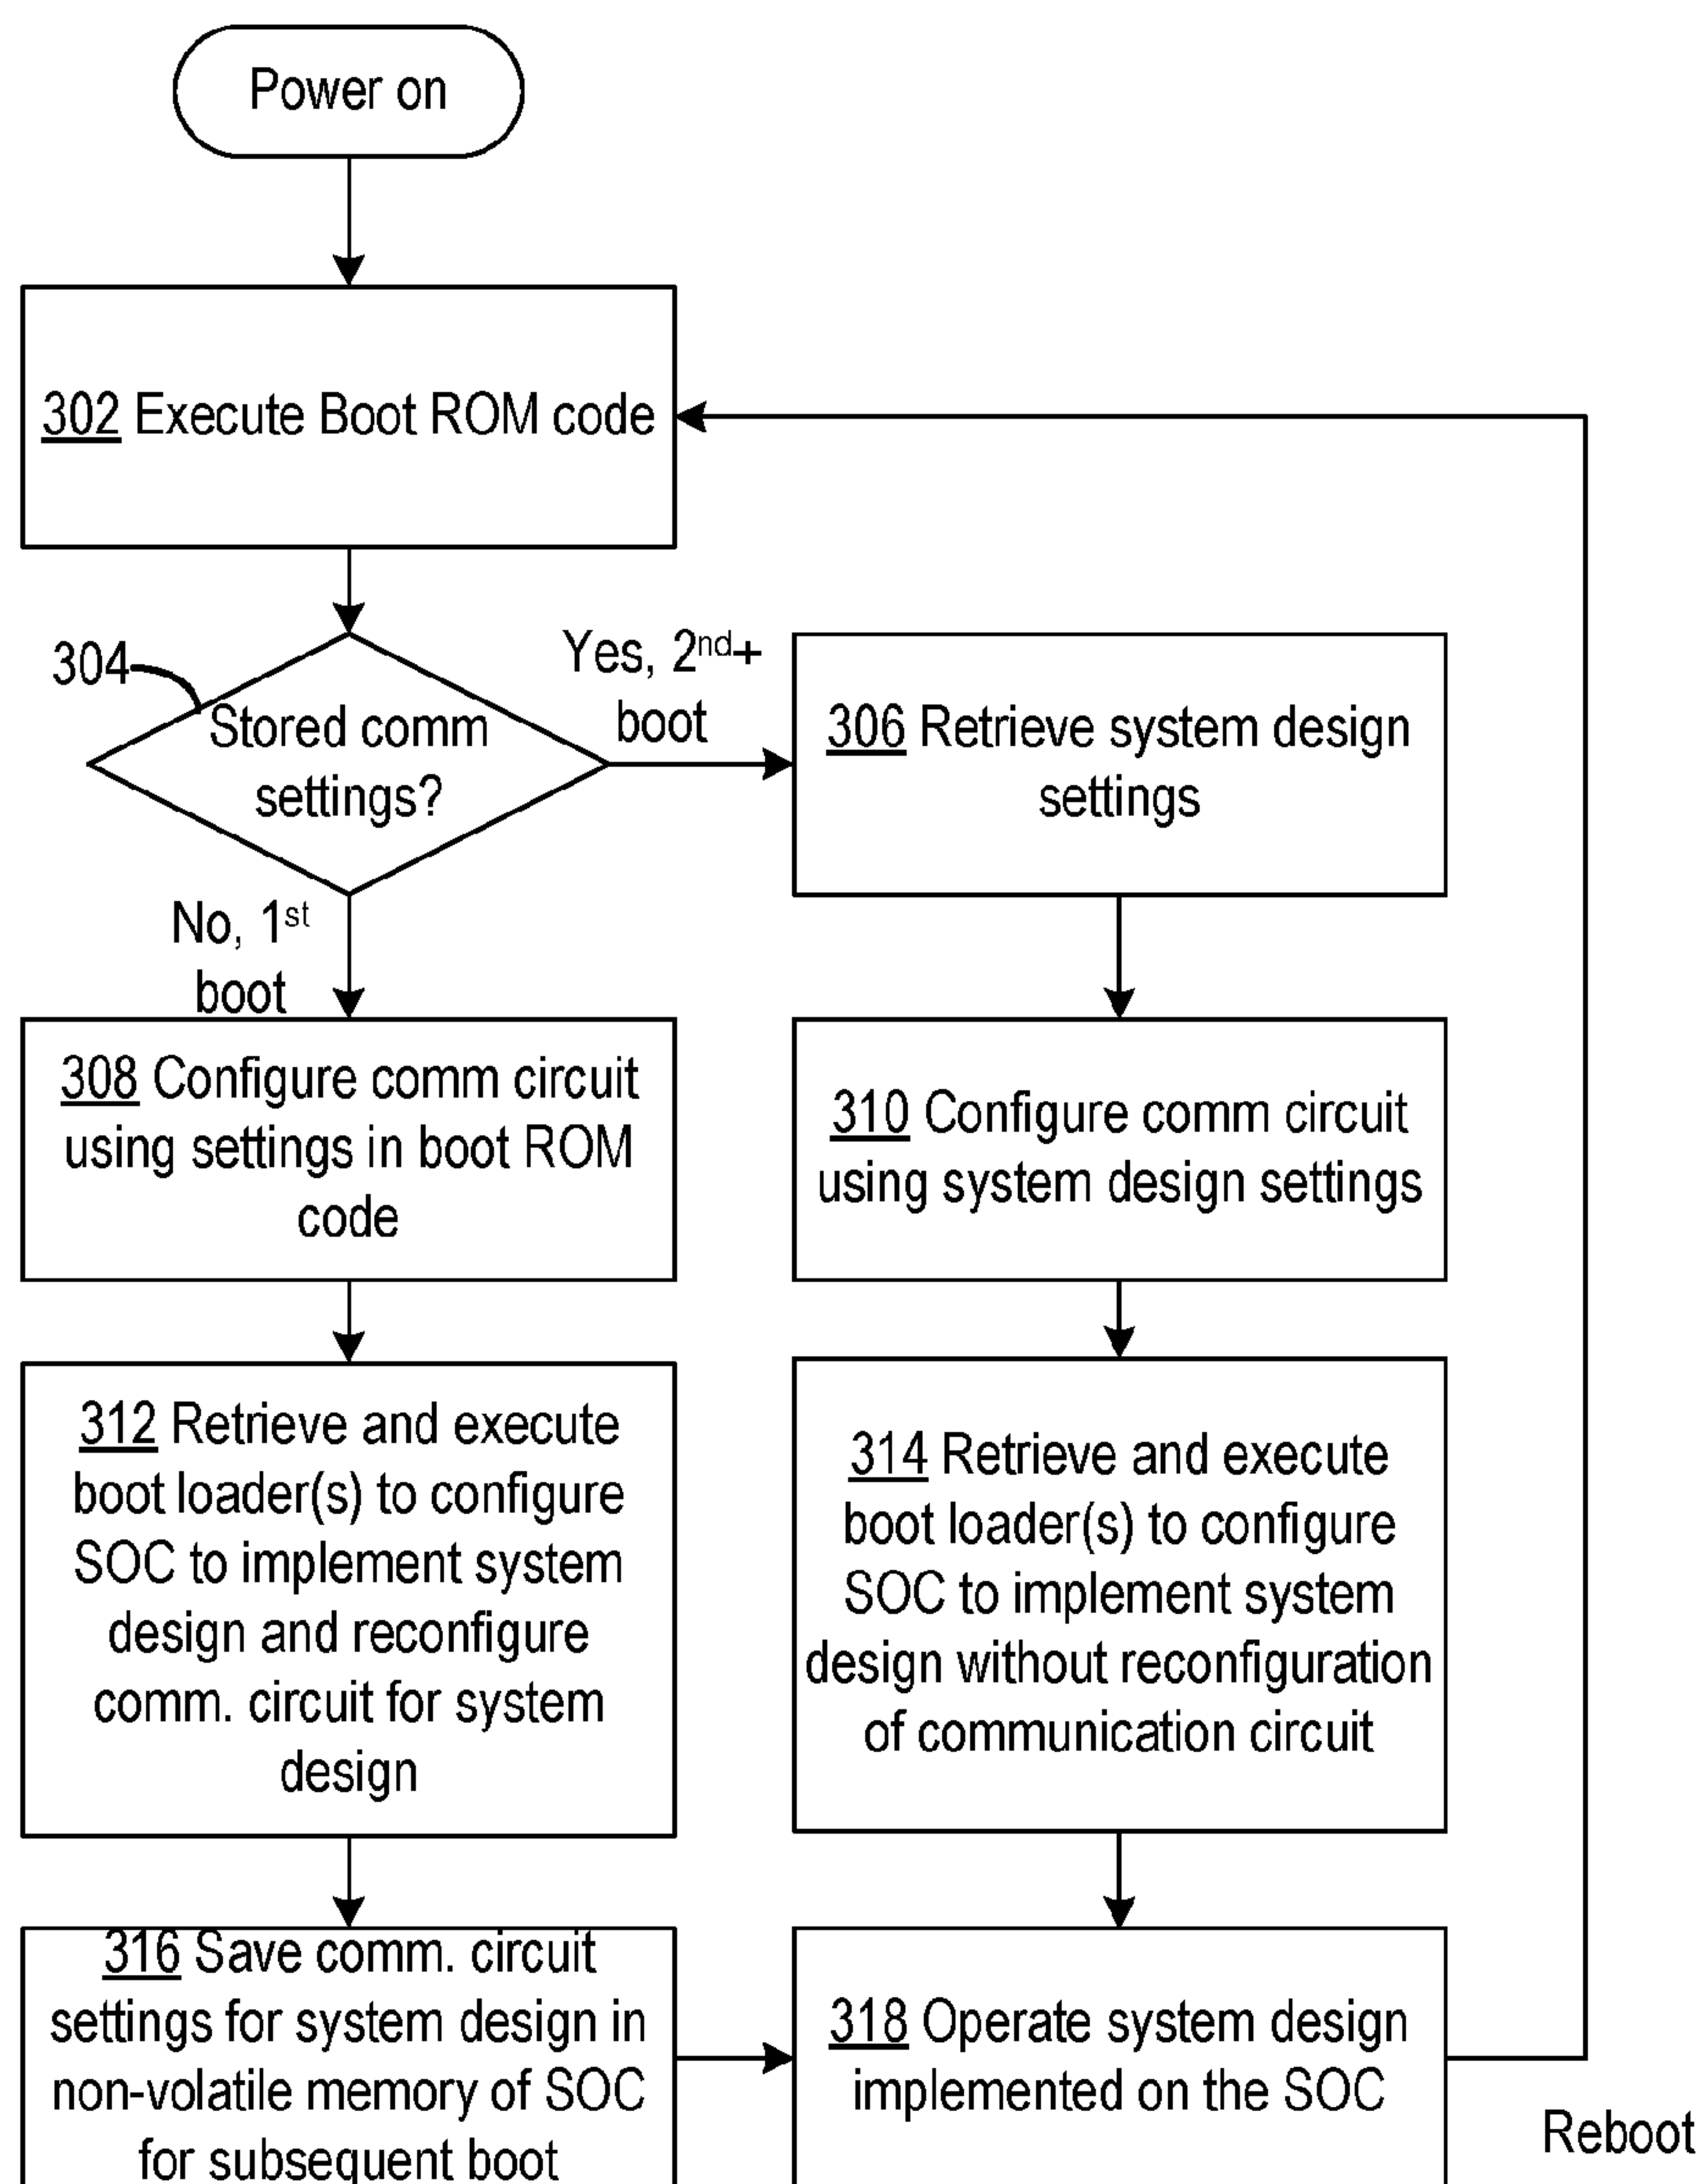 Power on
302 Execute Boot ROM code
304
Stored comm
settings?
Yes, 2nd+
boot
306 Retrieve system design
settings
No, 1st
boot
308 Configure comm circuit
using settings in boot ROM
code
310 Configure comm circuit
using system design settings
312 Retrieve and execute
boot loader(s) to configure
SOC to implement system
design and reconfigure
comm. circuit for system
design
314 Retrieve and execute
boot loader(s) to configure
SOC to implement system
design without reconfiguration
of communication circuit
316 Save comm. circuit
settings for system design in
non-volatile memory of SOC
for subsequent boot
318 Operate system design
implemented on the SOC
Reboot